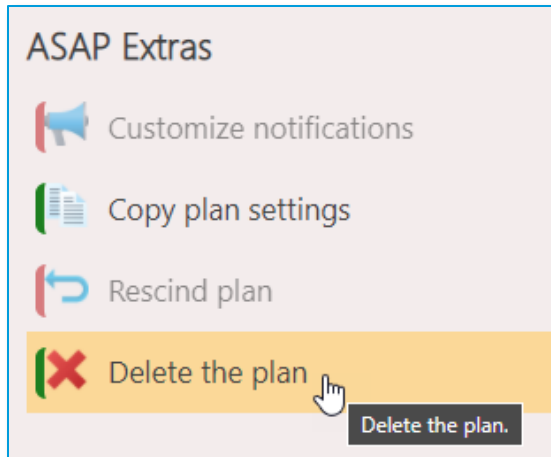 ASAP Extras
Customize notifications
Copy plan settings
Rescind plan
Delete the plan
Delete the plan.